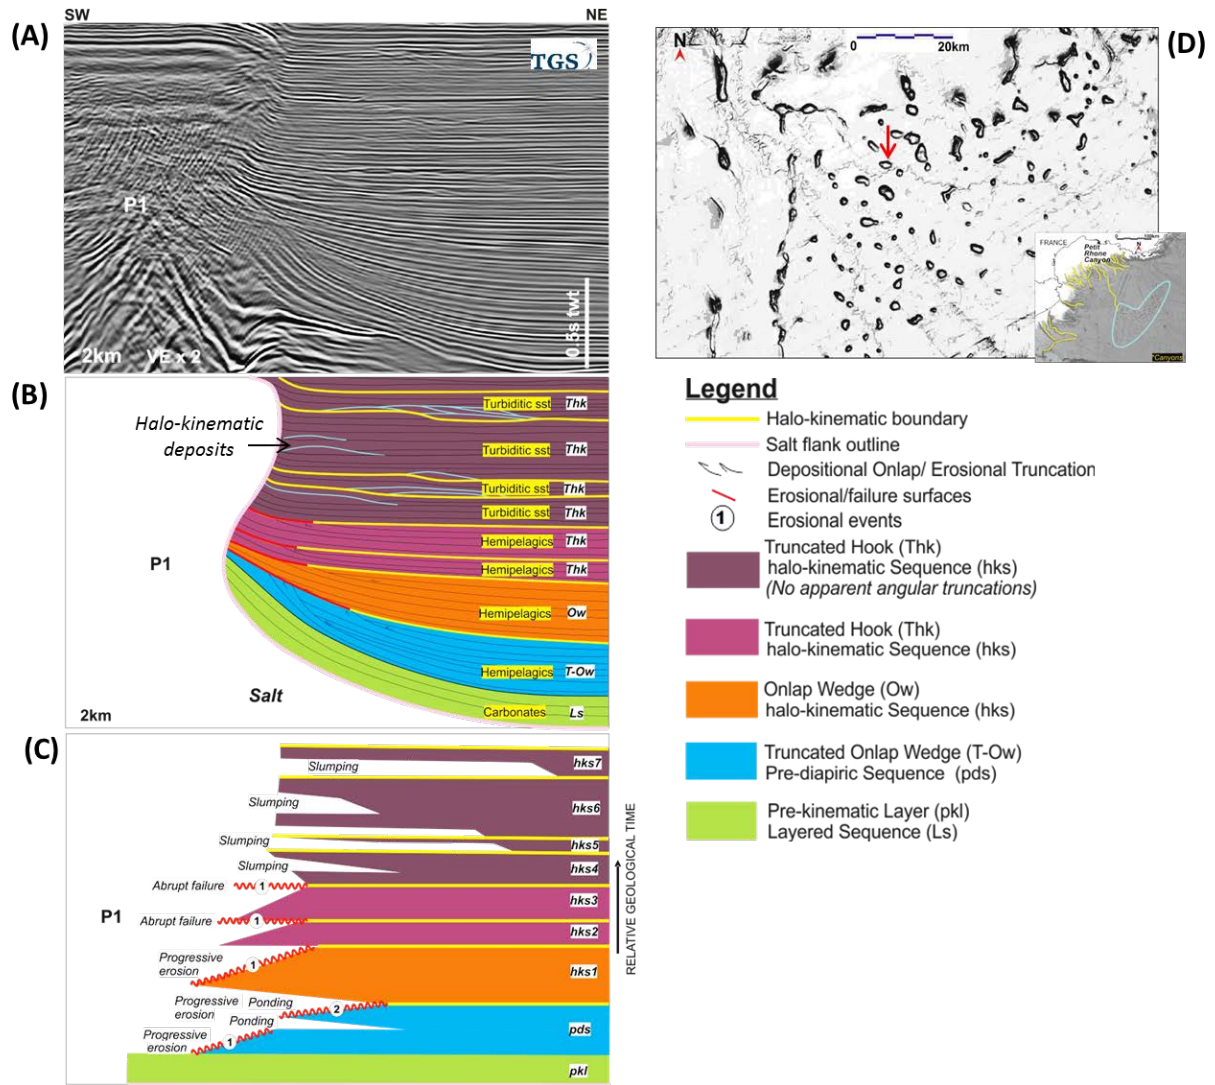 (A)
SW
NE
TGS
P1
2km
VE x 2
0.5s twt
(B)
Halo-kinematic
deposits
Turbiditic sst Thk
Turbiditic sst Thk
Turbiditic sst Thk
Turbiditic sst Thk
Hemipelagics Thk
Hemipelagics Thk
Hemipelagics Ow
Hemipelagics T-Ow
Carbonates Ls
P1
Salt
2km
(C)
Slumping
hks7
Slumping
hks6
Slumping
hks5
Slumping
hks4
Abrupt failure
1
hks3
P1
Abrupt failure
1
hks2
Progressive
erosion
1
hks1
Progressive
erosion
Ponding
2
Ponding
pds
Progressive
erosion
1
pkl
RELATIVE GEOLOGICAL TIME
(D)
N
0
20km
FRANCE
Petit
Rhone
Canyon
N
*Canyons
Legend
Halo-kinematic boundary
Salt flank outline
Depositional Onlap/ Erosional Truncation
Erosional/failure surfaces
1
Erosional events
Truncated Hook (Thk)
halo-kinematic Sequence (hks)
(No apparent angular truncations)
Truncated Hook (Thk)
halo-kinematic Sequence (hks)
Onlap Wedge (Ow)
halo-kinematic Sequence (hks)
Truncated Onlap Wedge (T-Ow)
Pre-diapiric Sequence (pds)
Pre-kinematic Layer (pkl)
Layered Sequence (Ls)